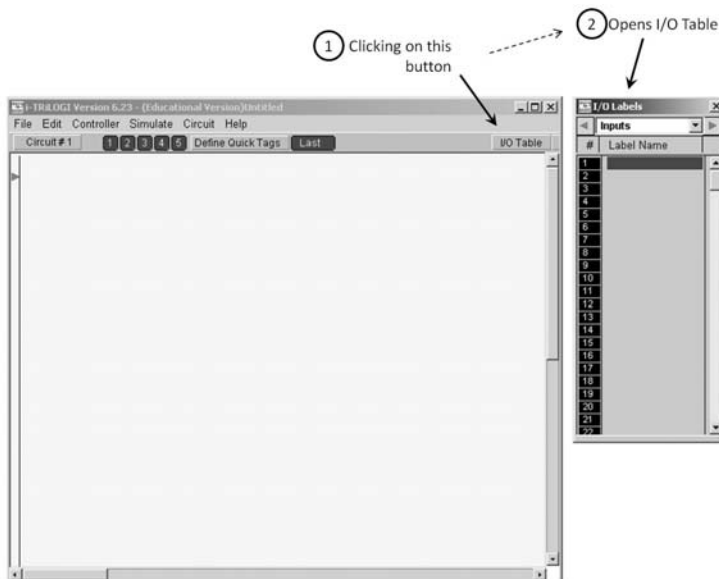 1 Clicking on this
button
2 Opens I/O Table
i-TRiLOGI Version 6.23 - (Educational Version)Untitled
File Edit Controller Simulate Circuit Help
Circuit # 1 1 2 3 4 5 Define Quick Tags Last I/O Table
I/O Labels
Inputs
# Label Name
1
2
3
4
5
6
7
8
9
10
11
12
13
14
15
16
17
18
19
20
21
22